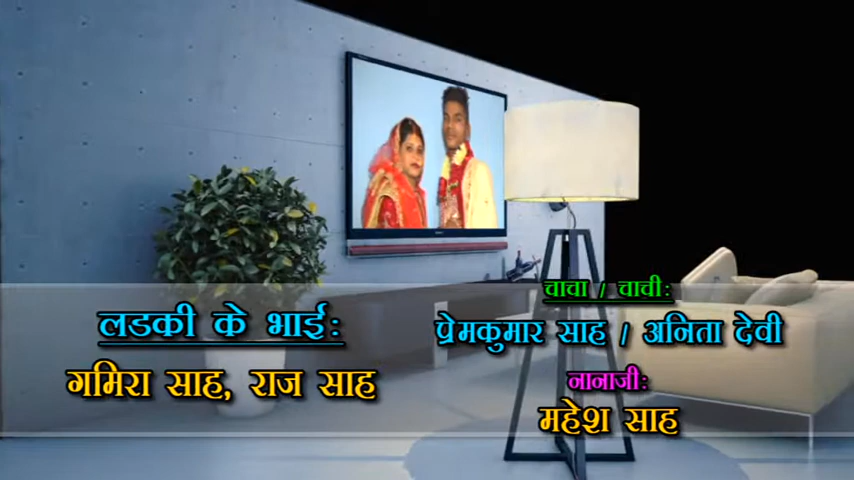 लडकी के भाई:
गमिरा साह, राज साह
चाचा / चाची:
प्रेमकुमार साह / अनिता देवी
नानाजी:
महेश साह